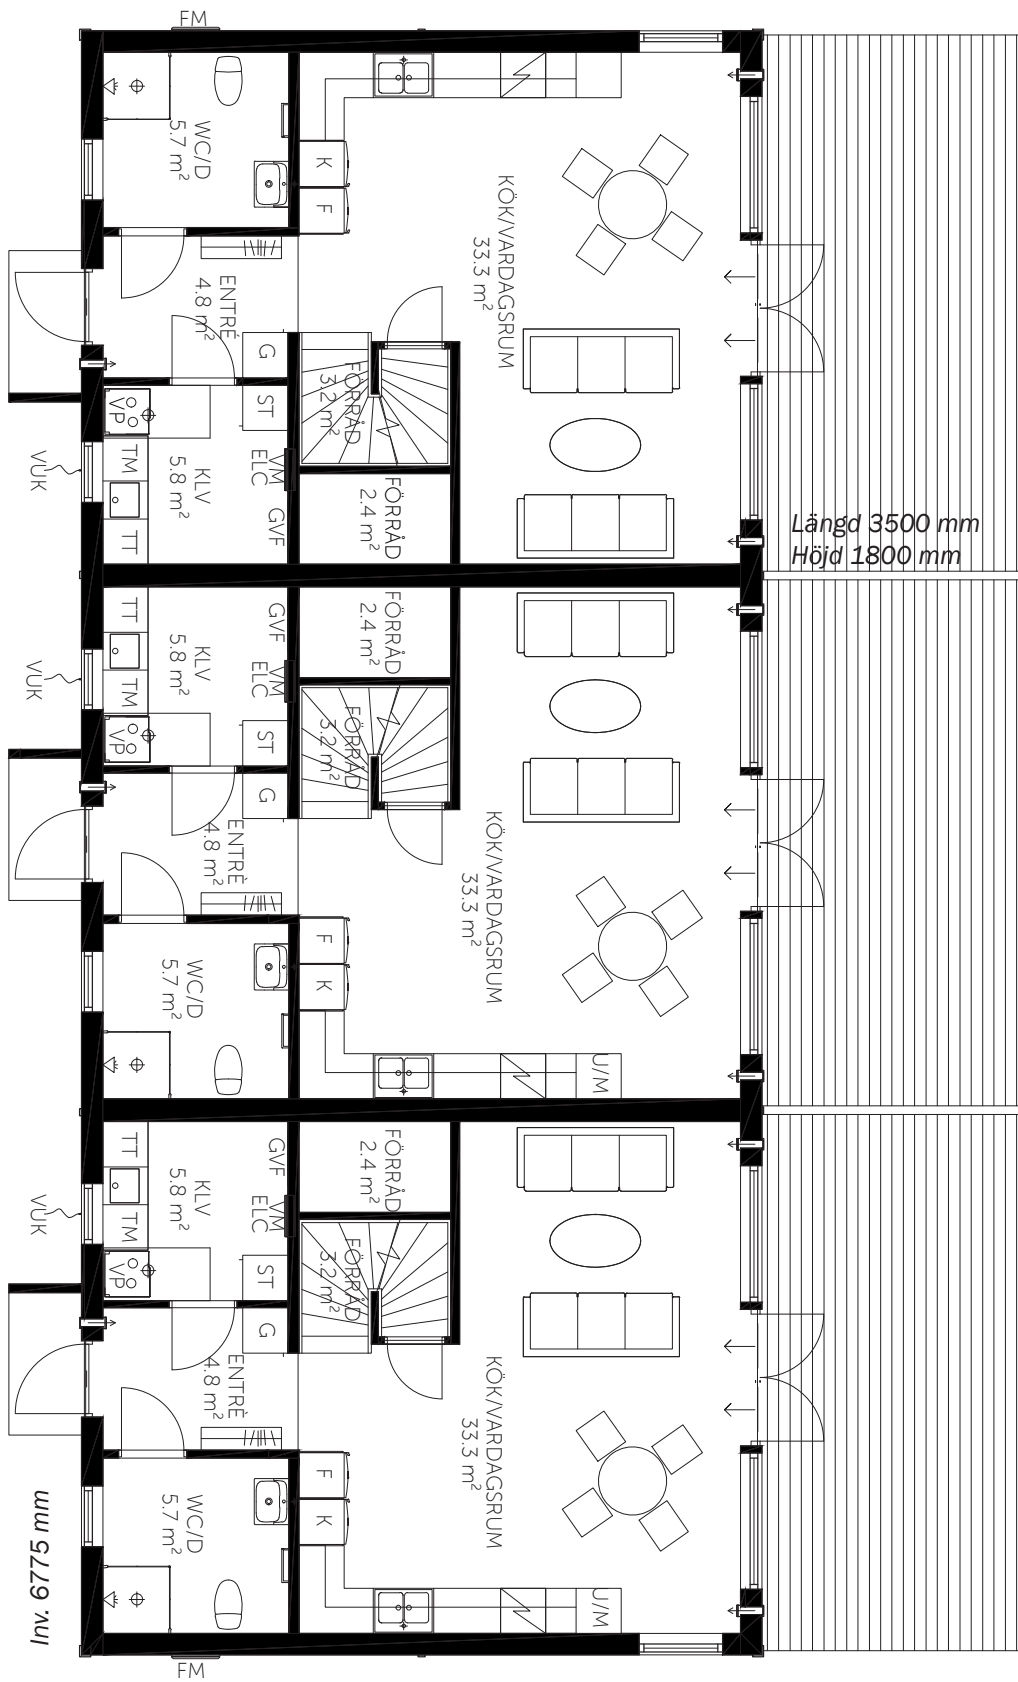 FM
WC/D
5.7 m²
K
F
KÖK/VARDAGSRUM
33.3 m²
ENTRÉ
4.8 m²
G
FÖRRÅD
3.2 m²
ST
VP
TM
VUK
KLV
5.8 m²
VM
ELC
GVF
TT
FÖRRÅD
2.4 m²
Längd 3500 mm
Höjd 1800 mm
TT
KLV
5.8 m²
GVF
VM
ELC
FÖRRÅD
2.4 m²
VUK
TM
VP
ST
FÖRRÅD
3.2 m²
G
ENTRÉ
4.8 m²
KÖK/VARDAGSRUM
33.3 m²
F
K
WC/D
5.7 m²
U/M
TT
KLV
5.8 m²
GVF
VM
ELC
FÖRRÅD
2.4 m²
VUK
TM
VP
ST
FÖRRÅD
3.2 m²
G
ENTRÉ
4.8 m²
KÖK/VARDAGSRUM
33.3 m²
F
K
WC/D
5.7 m²
Inv. 6775 mm
U/M
FM